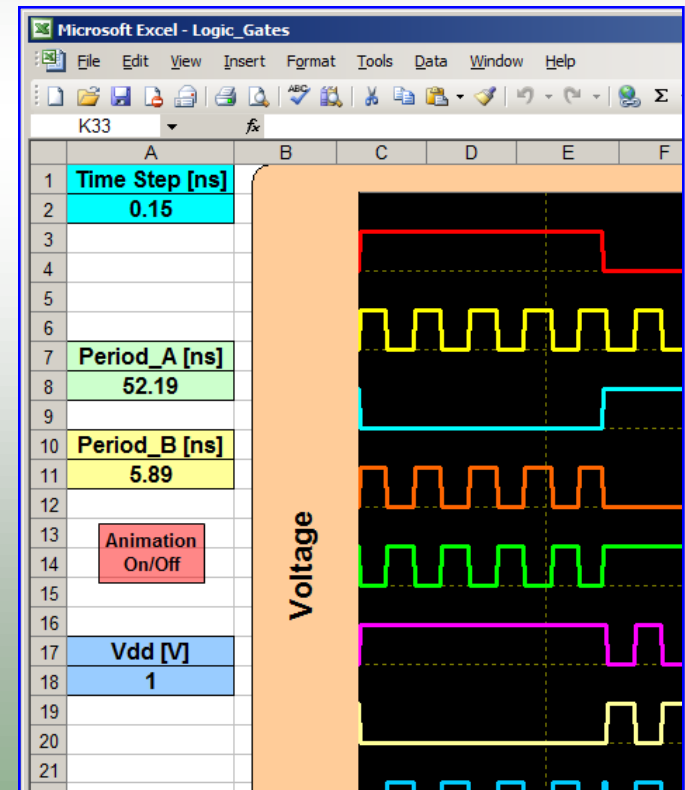 Microsoft Excel - Logic_Gates
File Edit View Insert Format Tools Data Window Help
ABC Σ
K33 fx
A B C D E F
1 Time Step [ns]
2 0.15
3
4
5
6
7 Period_A [ns]
8 52.19
9
10 Period_B [ns]
11 5.89
12
13 Animation
14 On/Off
15
Voltage
16
17 Vdd [V]
18 1
19
20
21